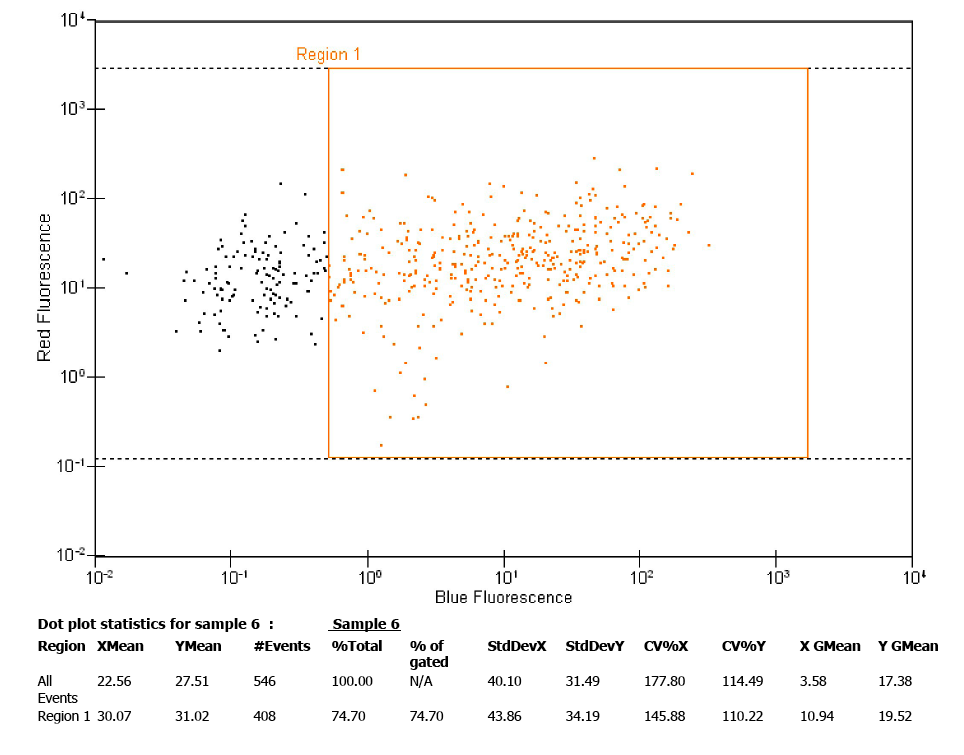 10⁴
Region 1
10³
10²
Red Fluorescence
10¹
10⁰
10⁻¹
10⁻²
10⁻² 10⁻¹ 10⁰ 10¹ 10² 10³ 10⁴
Blue Fluorescence
Dot plot statistics for sample 6 : Sample 6
Region XMean YMean #Events %Total % of StdDevX StdDevY CV%X CV%Y X GMean Y GMean
gated
All 22.56 27.51 546 100.00 N/A 40.10 31.49 177.80 114.49 3.58 17.38
Events
Region 1 30.07 31.02 408 74.70 74.70 43.86 34.19 145.88 110.22 10.94 19.52